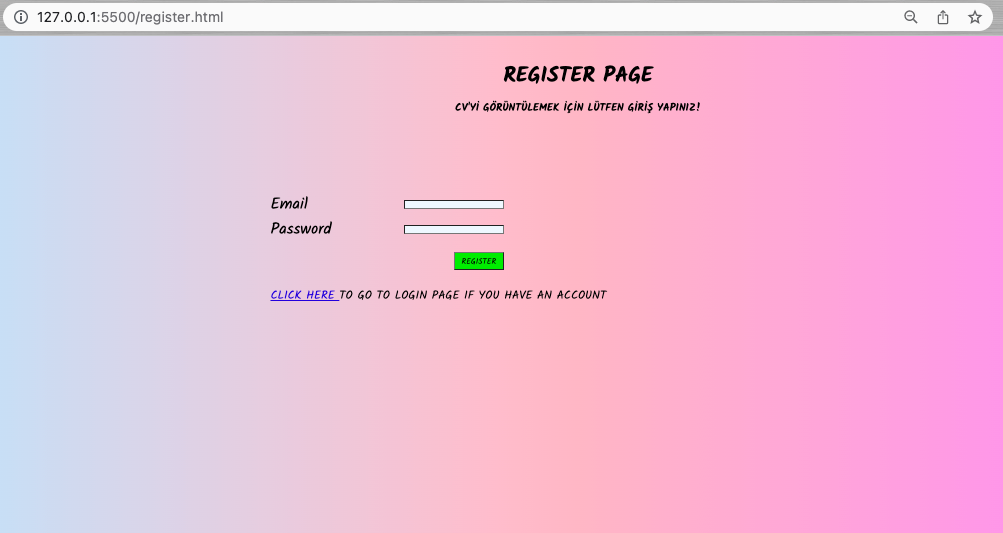 127.0.0.1:5500/register.html
REGISTER PAGE
CV'Yİ GÖRÜNTÜLEMEK İÇİN LÜTFEN GİRİŞ YAPINIZ!
Email
Password
REGISTER
CLICK HERE TO GO TO LOGIN PAGE IF YOU HAVE AN ACCOUNT